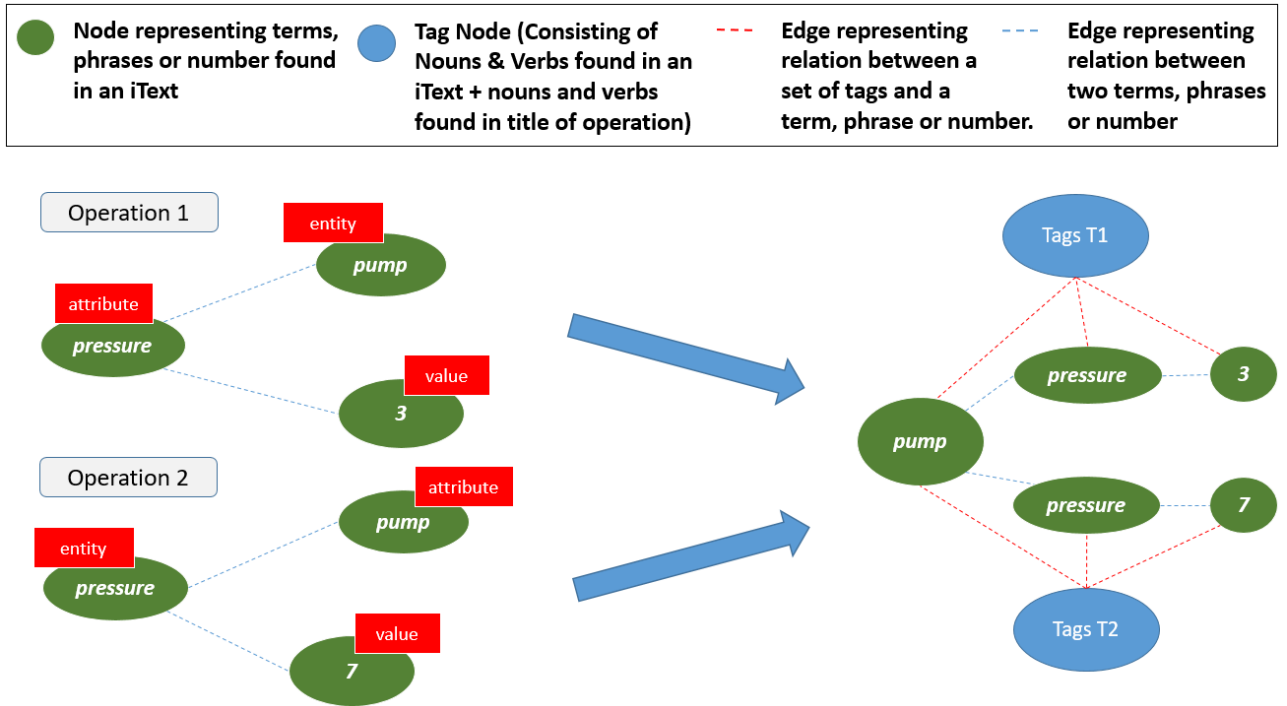 Node representing terms,
phrases or number found
in an iText
Tag Node (Consisting of
Nouns & Verbs found in an
iText + nouns and verbs
found in title of operation)
Edge representing
relation between a
set of tags and a
term, phrase or number.
Edge representing
relation between
two terms, phrases
or number
Operation 1
entity
pump
attribute
pressure
value
3
Operation 2
attribute
pump
entity
pressure
value
7
Tags T1
pressure
3
pump
pressure
7
Tags T2